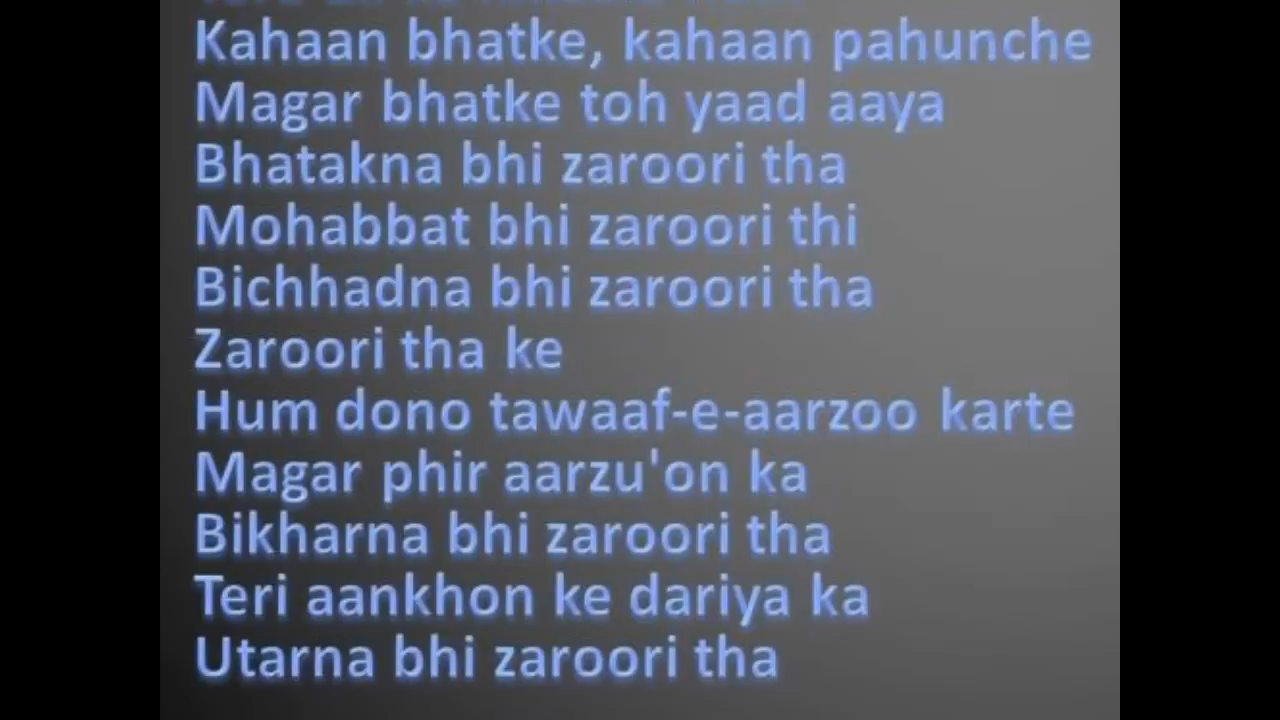 Kahaan bhatke, kahaan pahunche
Magar bhatke toh yaad aaya
Bhatakna bhi zaroori tha
Mohabbat bhi zaroori thi
Bichhadna bhi zaroori tha
Zaroori tha ke
Hum dono tawaaf-e-aarzoo karte
Magar phir aarzu'on ka
Bikharna bhi zaroori tha
Teri aankhon ke dariya ka
Utarna bhi zaroori tha